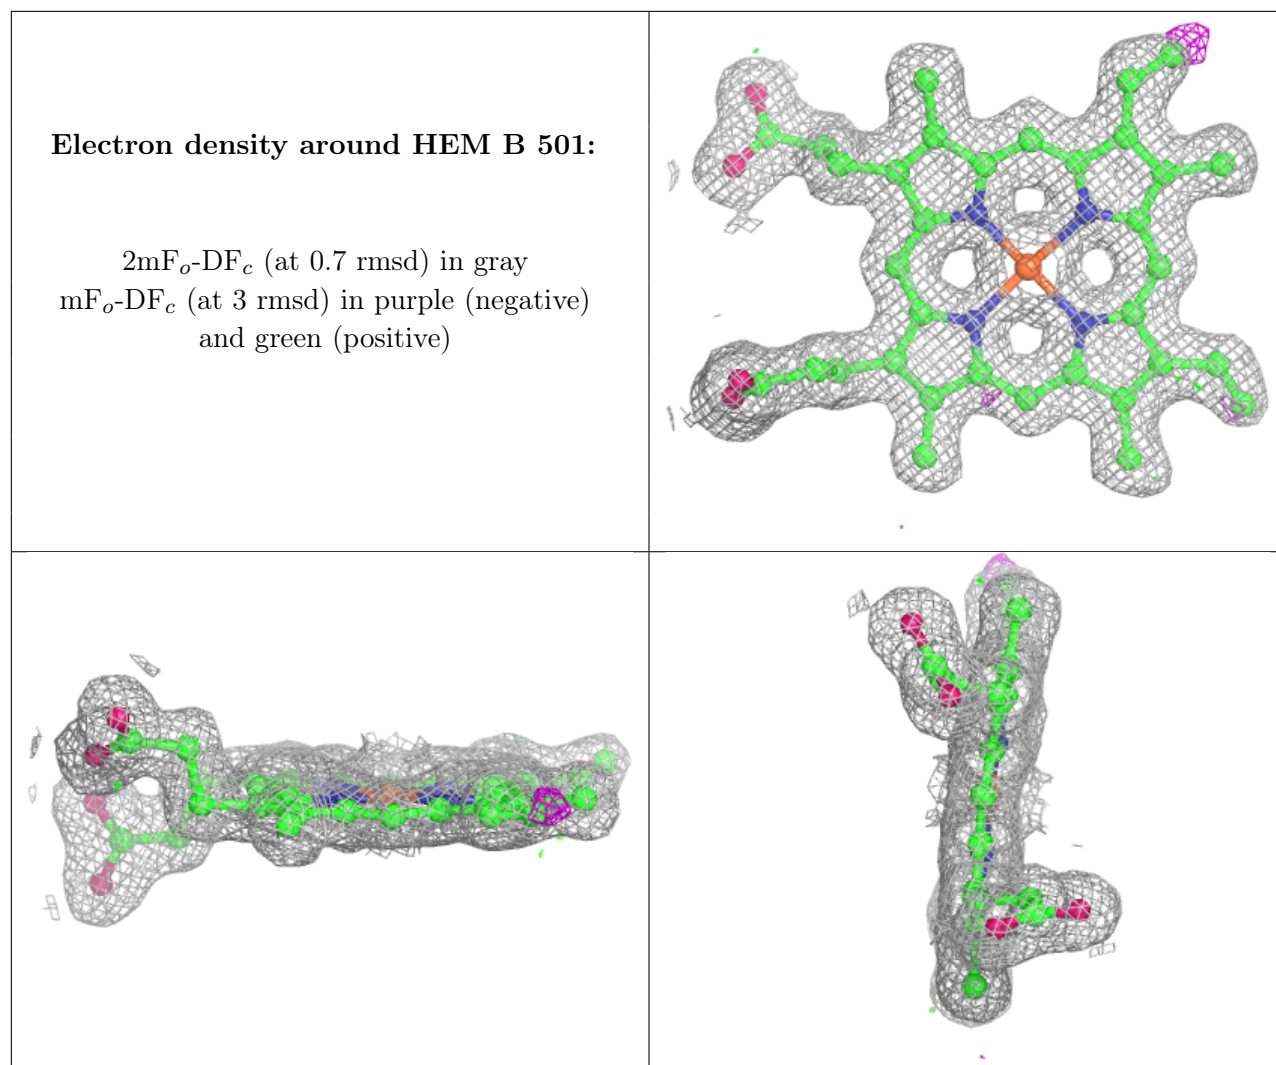 Electron density around HEM B 501:
2mFₒ-DF𝒸 (at 0.7 rmsd) in gray
mFₒ-DF𝒸 (at 3 rmsd) in purple (negative)
and green (positive)